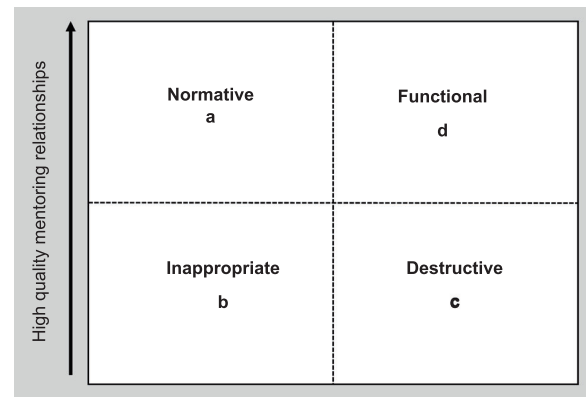 High quality mentoring relationships
Normative
a
Functional
d
Inappropriate
b
Destructive
c